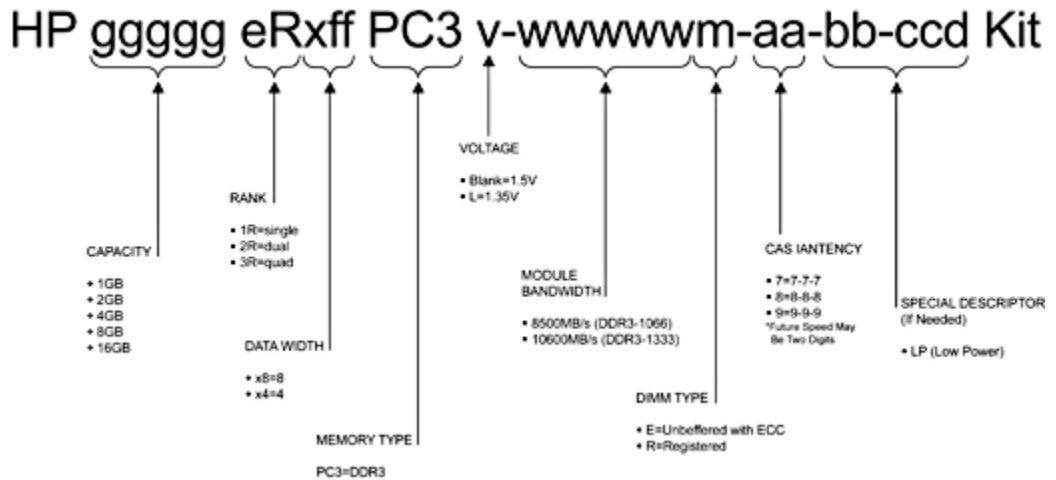 HP ggggg eRxff PC3 v-wwwwwm-aa-bb-ccd Kit
VOLTAGE
▪ Blank=1.5V
▪ L=1.35V
RANK
▪ 1R=single
▪ 2R=dual
▪ 3R=quad
CAPACITY
+ 1GB
+ 2GB
+ 4GB
+ 8GB
+ 16GB
CAS IANTENCY
▪ 7=7-7-7
▪ 8=8-8-8
▪ 9=9-9-9
*Future Speed May
Be Two Digits
MODULE
BANDWIDTH
▪ 8500MB/s (DDR3-1066)
▪ 10600MB/s (DDR3-1333)
SPECIAL DESCRIPTOR
(If Needed)
▪ LP (Low Power)
DATA WIDTH
+ x8=8
+ x4=4
DIMM TYPE
▪ E=Unbeffered with ECC
▪ R=Registered
MEMORY TYPE
PC3=DDR3